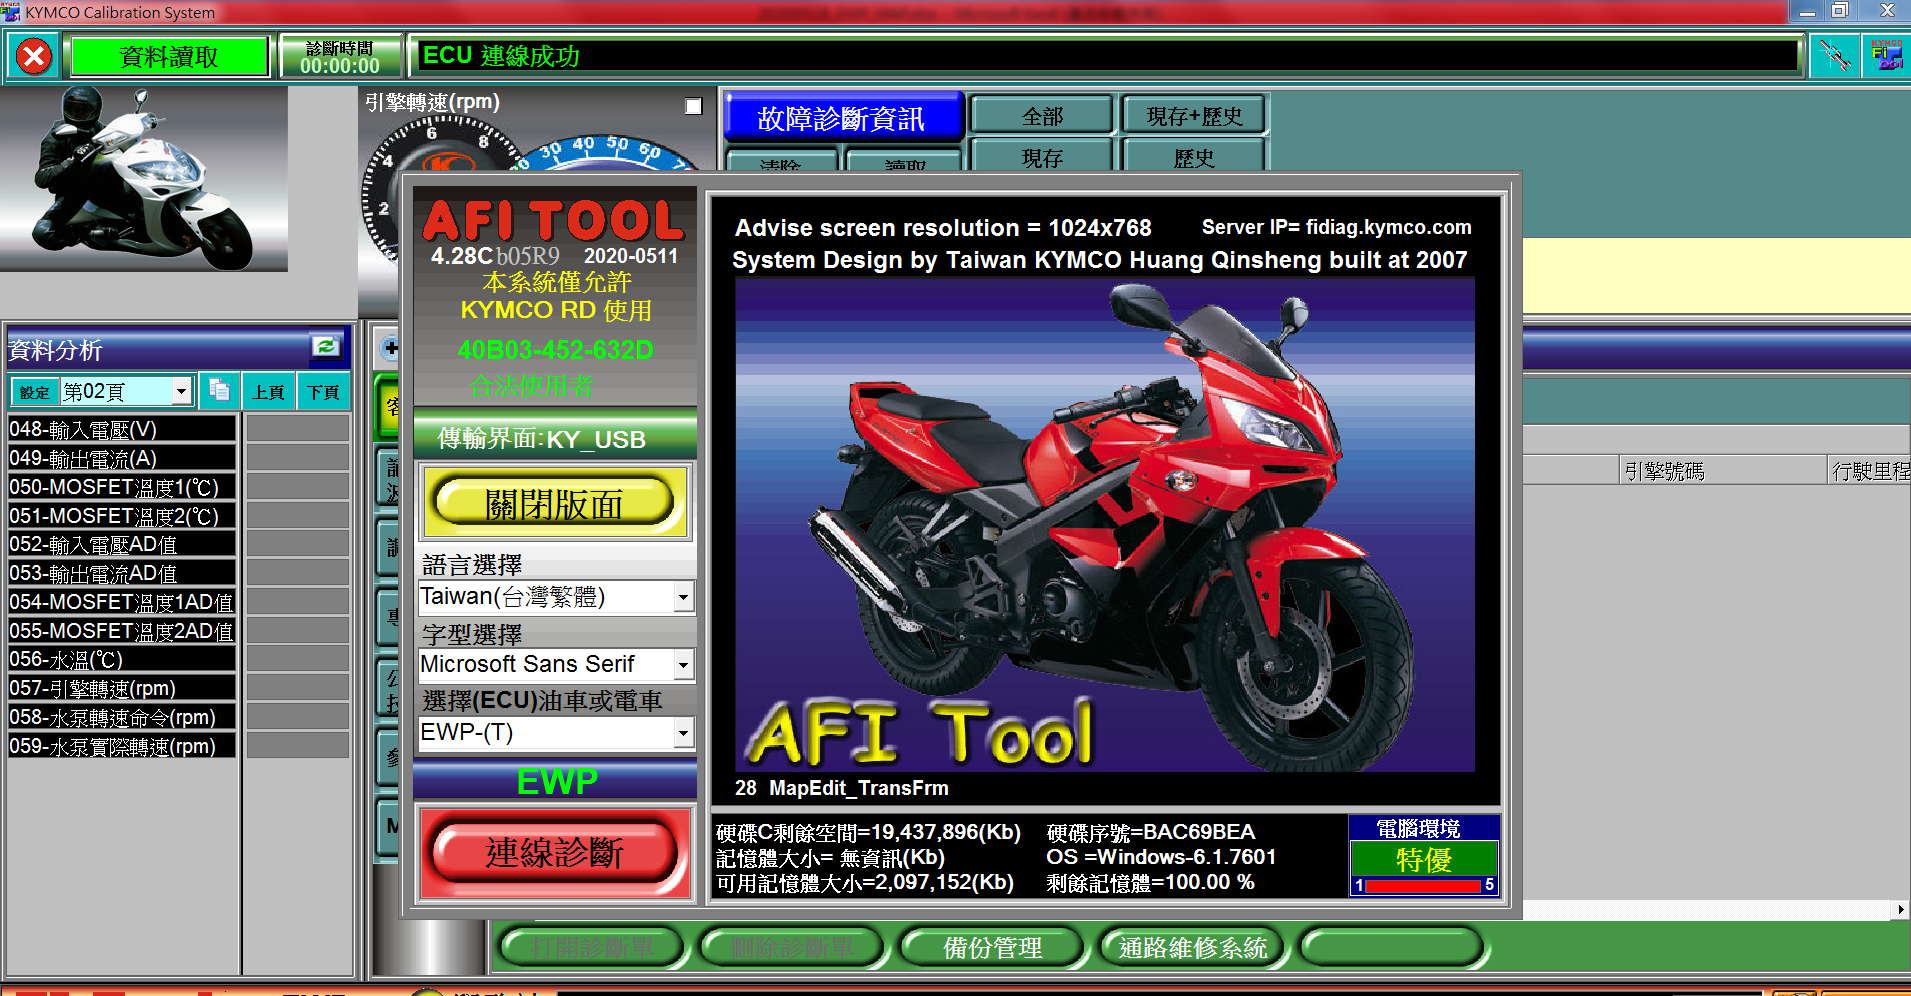 KYMCO Calibration System
資料讀取
診斷時間
00:00:00
ECU 連線成功
引擎轉速(rpm)
故障診斷資訊
全部
現存+歷史
清除
讀取
現存
歷史
AFI TOOL
4.28C b05R9 2020-0511
本系統僅允許
KYMCO RD 使用
40B03-452-632D
合法使用者
傳輸界面:KY_USB
關閉版面
語言選擇
Taiwan(台灣繁體)
字型選擇
Microsoft Sans Serif
選擇(ECU)油車或電車
EWP-(T)
EWP
連線診斷
Advise screen resolution = 1024x768 Server IP= fidiag.kymco.com
System Design by Taiwan KYMCO Huang Qinsheng built at 2007
AFI Tool
28 MapEdit_TransFrm
硬碟C剩餘空間=19,437,896(Kb) 硬碟序號=BAC69BEA
記憶體大小= 無資訊(Kb) OS =Windows-6.1.7601
可用記憶體大小=2,097,152(Kb) 剩餘記憶體=100.00 %
電腦環境
特優
1 5
資料分析
設定 第02頁 上頁 下頁
048-輸入電壓(V)
049-輸出電流(A)
050-MOSFET溫度1(℃)
051-MOSFET溫度2(℃)
052-輸入電壓AD值
053-輸出電流AD值
054-MOSFET溫度1AD值
055-MOSFET溫度2AD值
056-水溫(℃)
057-引擎轉速(rpm)
058-水泵轉速命令(rpm)
059-水泵實際轉速(rpm)
引擎號碼 行駛里程
打開診斷單 刪除診斷單 備份管理 通路維修系統